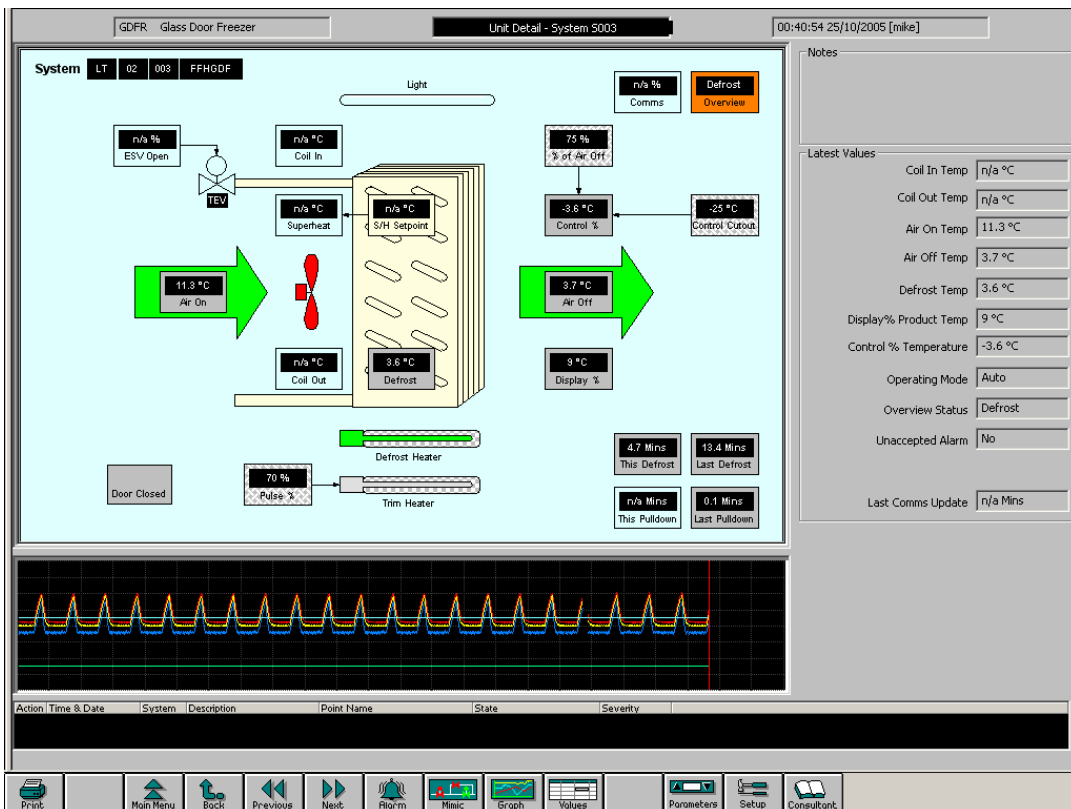 GDFR Glass Door Freezer
Unit Detail - System S003
00:40:54 25/10/2005 [mike]
System LT 02 003 FFHGDF
Light
n/a %
Comms
Defrost
Overview
n/a %
ESV Open
n/a °C
Coil In
75 %
% of Air Off
TEV
n/a °C
Superheat
n/a °C
S/H Setpoint
-3.6 °C
Control %
-25 °C
Control Cutout
11.3 °C
Air On
3.7 °C
Air Off
n/a °C
Coil Out
3.6 °C
Defrost
9 °C
Display %
Defrost Heater
4.7 Mins
This Defrost
13.4 Mins
Last Defrost
Door Closed
70 %
Pulse %
Trim Heater
n/a Mins
This Pulldown
0.1 Mins
Last Pulldown
Notes
Latest Values
Coil In Temp n/a °C
Coil Out Temp n/a °C
Air On Temp 11.3 °C
Air Off Temp 3.7 °C
Defrost Temp 3.6 °C
Display% Product Temp 9 °C
Control % Temperature -3.6 °C
Operating Mode Auto
Overview Status Defrost
Unaccepted Alarm No
Last Comms Update n/a Mins
Action Time & Date System Description Point Name State Severity
Print Main Menu Back Previous Next Alarm Mimic Graph Values Parameters Setup Consultant